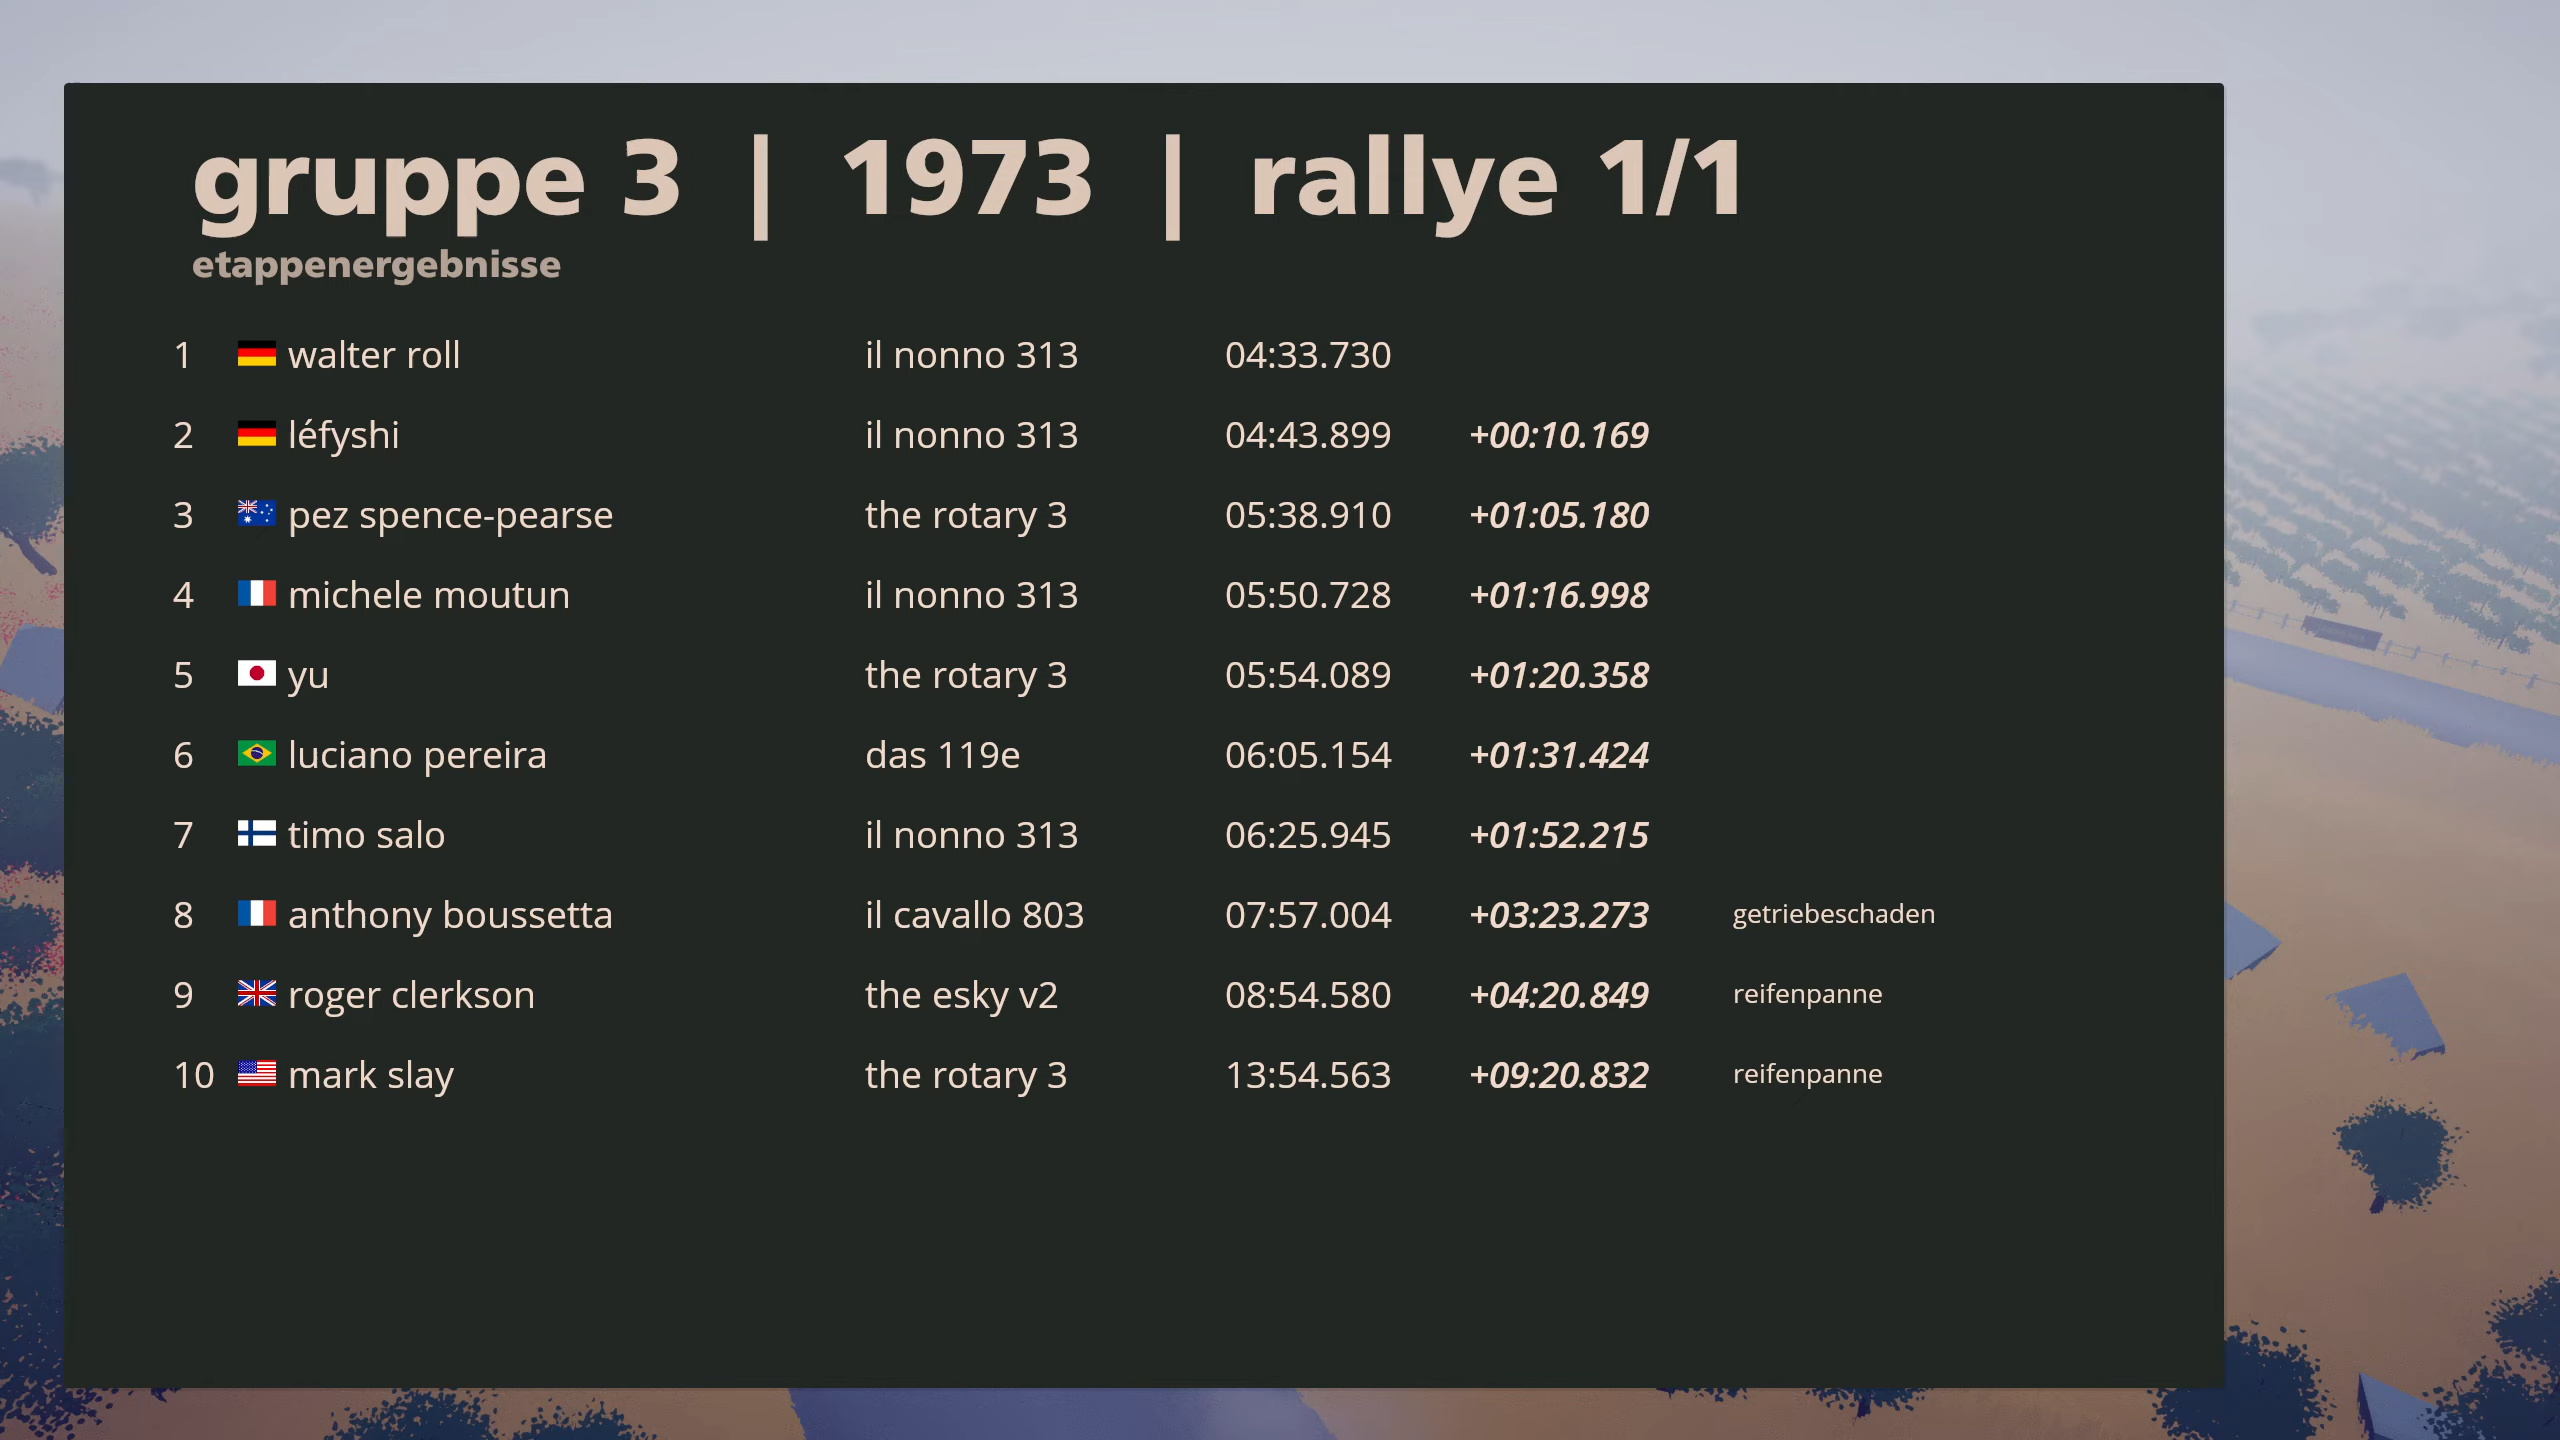 gruppe 3 | 1973 | rallye 1/1
etappenergebnisse
1 walter roll il nonno 313 04:33.730
2 léfyshi il nonno 313 04:43.899 +00:10.169
3 pez spence-pearse the rotary 3 05:38.910 +01:05.180
4 michele moutun il nonno 313 05:50.728 +01:16.998
5 yu the rotary 3 05:54.089 +01:20.358
6 luciano pereira das 119e 06:05.154 +01:31.424
7 timo salo il nonno 313 06:25.945 +01:52.215
8 anthony boussetta il cavallo 803 07:57.004 +03:23.273 getriebeschaden
9 roger clerkson the esky v2 08:54.580 +04:20.849 reifenpanne
10 mark slay the rotary 3 13:54.563 +09:20.832 reifenpanne